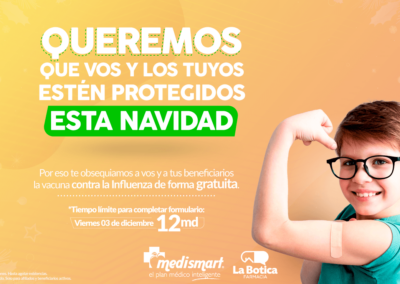 QUEREMOS
QUE VOS Y LOS TUYOS
ESTÉN PROTEGIDOS
ESTA NAVIDAD
Por eso te obsequiamos a vos y a tus beneficiarios
la vacuna contra la Influenza de forma gratuita.
*Tiempo límite para completar formulario:
Viernes 03 de diciembre 12md
medismart
el plan médico inteligente
La Botica
FARMACIA